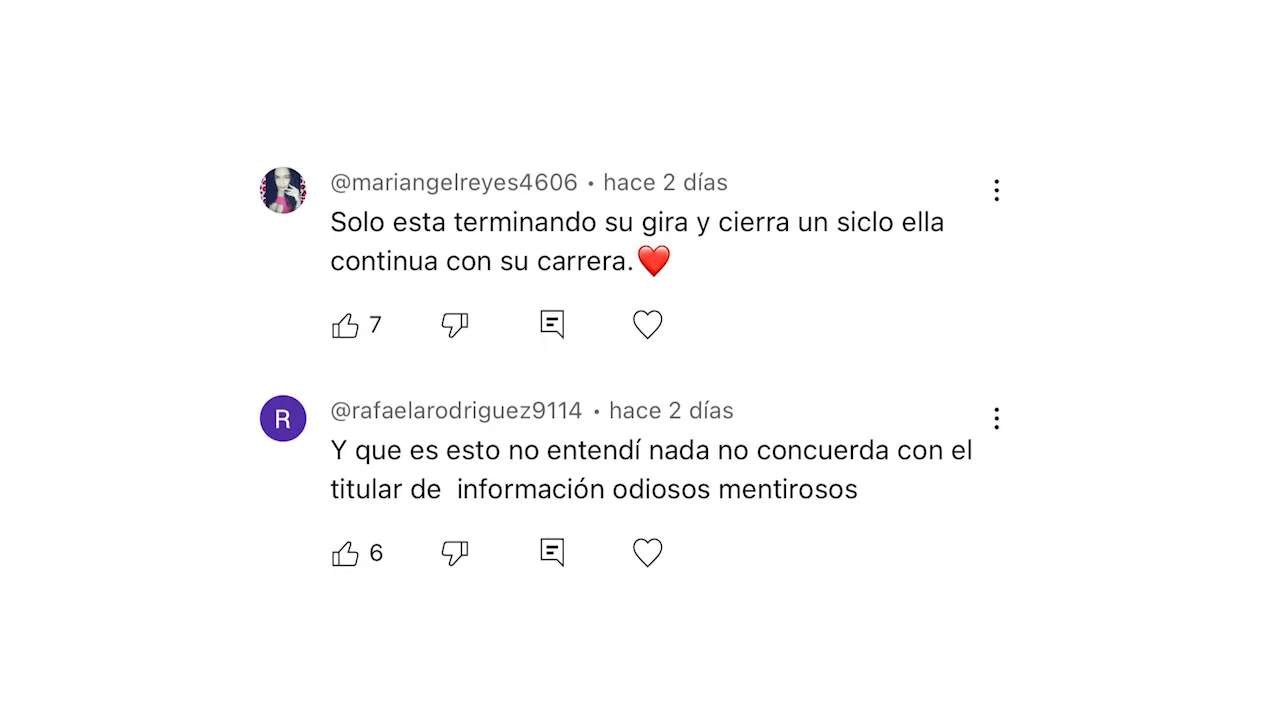 @mariangelreyes4606 • hace 2 días
Solo esta terminando su gira y cierra un siclo ella
continua con su carrera.❤️
7
R
@rafaelarodriguez9114 • hace 2 días
Y que es esto no entendí nada no concuerda con el
titular de  información odiosos mentirosos
6